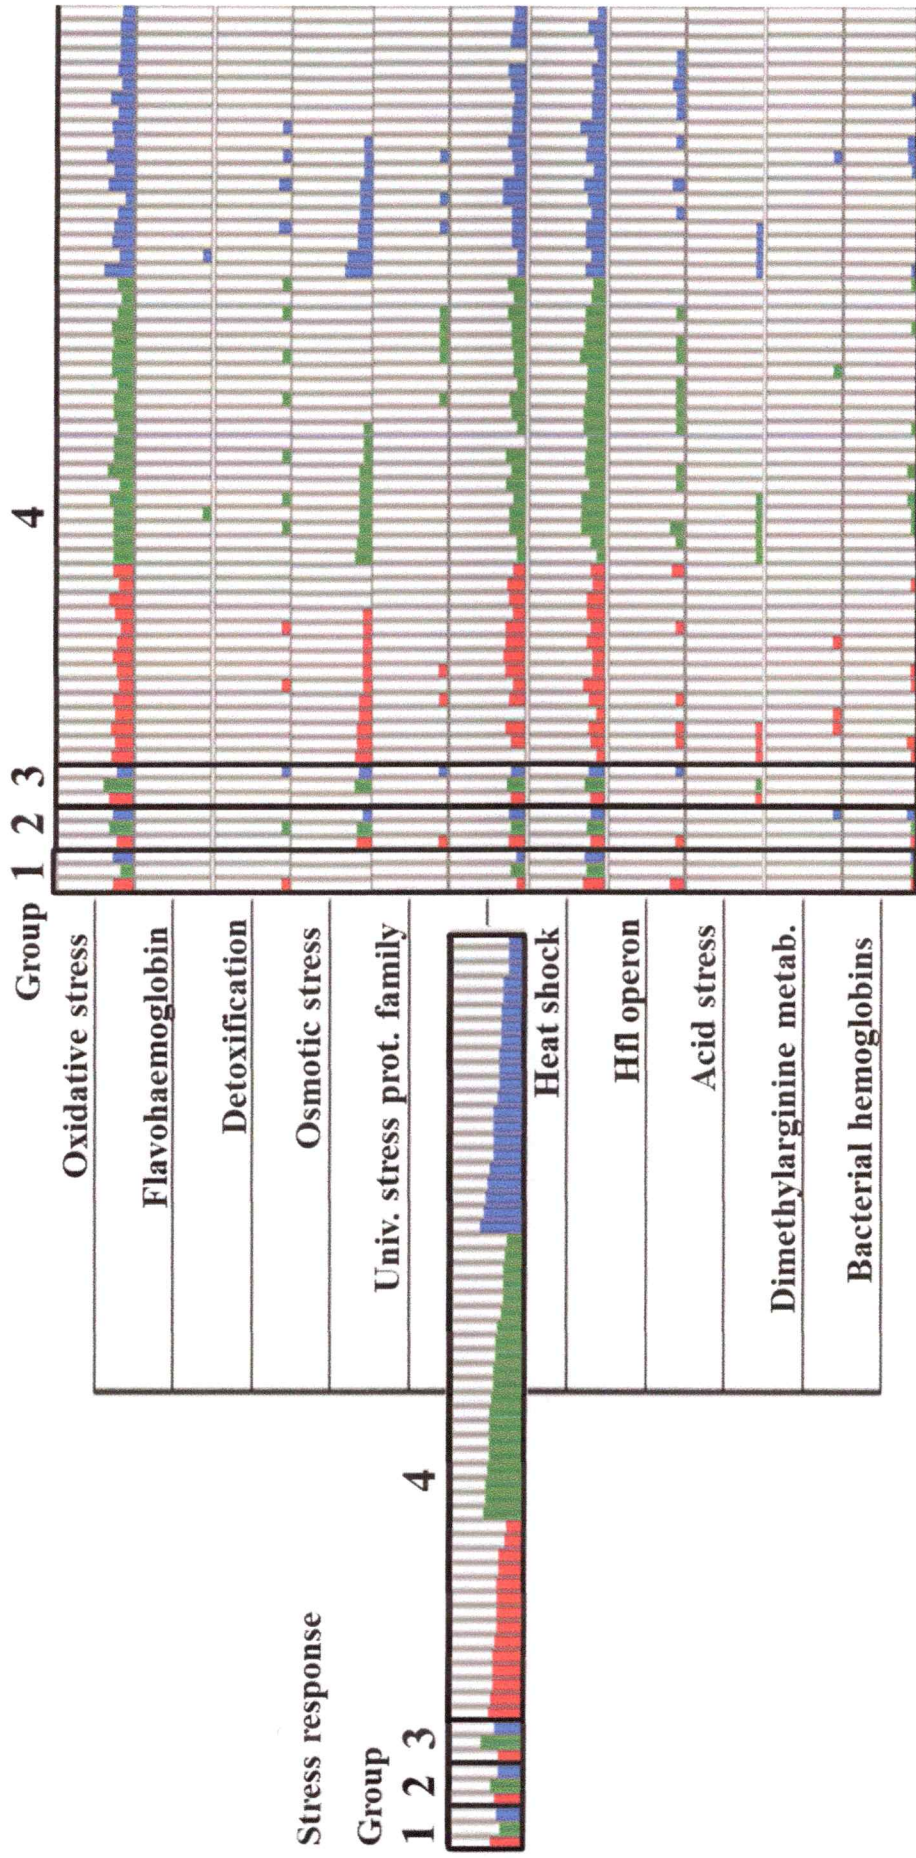 Stress response
Group
1 2 3 4
Group 1 2 3 4
Oxidative stress
Flavohaemoglobin
Detoxification
Osmotic stress
Univ. stress prot. family
Heat shock
Hfl operon
Acid stress
Dimethylarginine metab.
Bacterial hemoglobins